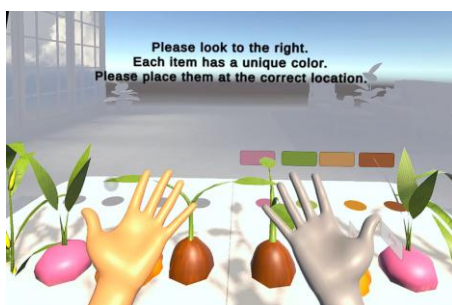 Please look to the right.
Each item has a unique color.
Please place them at the correct location.